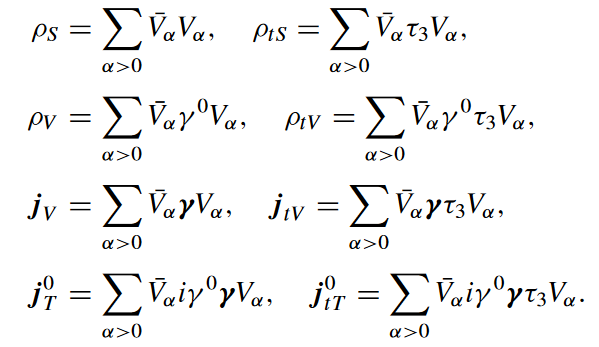 ρ_S = ∑_{α>0} V̄_α V_α, ρ_{tS} = ∑_{α>0} V̄_α τ_3 V_α,
ρ_V = ∑_{α>0} V̄_α γ^0 V_α, ρ_{tV} = ∑_{α>0} V̄_α γ^0 τ_3 V_α,
𝒋_V = ∑_{α>0} V̄_α 𝜸 V_α, 𝒋_{tV} = ∑_{α>0} V̄_α 𝜸 τ_3 V_α,
𝒋_T^0 = ∑_{α>0} V̄_α i γ^0 𝜸 V_α, 𝒋_{tT}^0 = ∑_{α>0} V̄_α i γ^0 𝜸 τ_3 V_α.